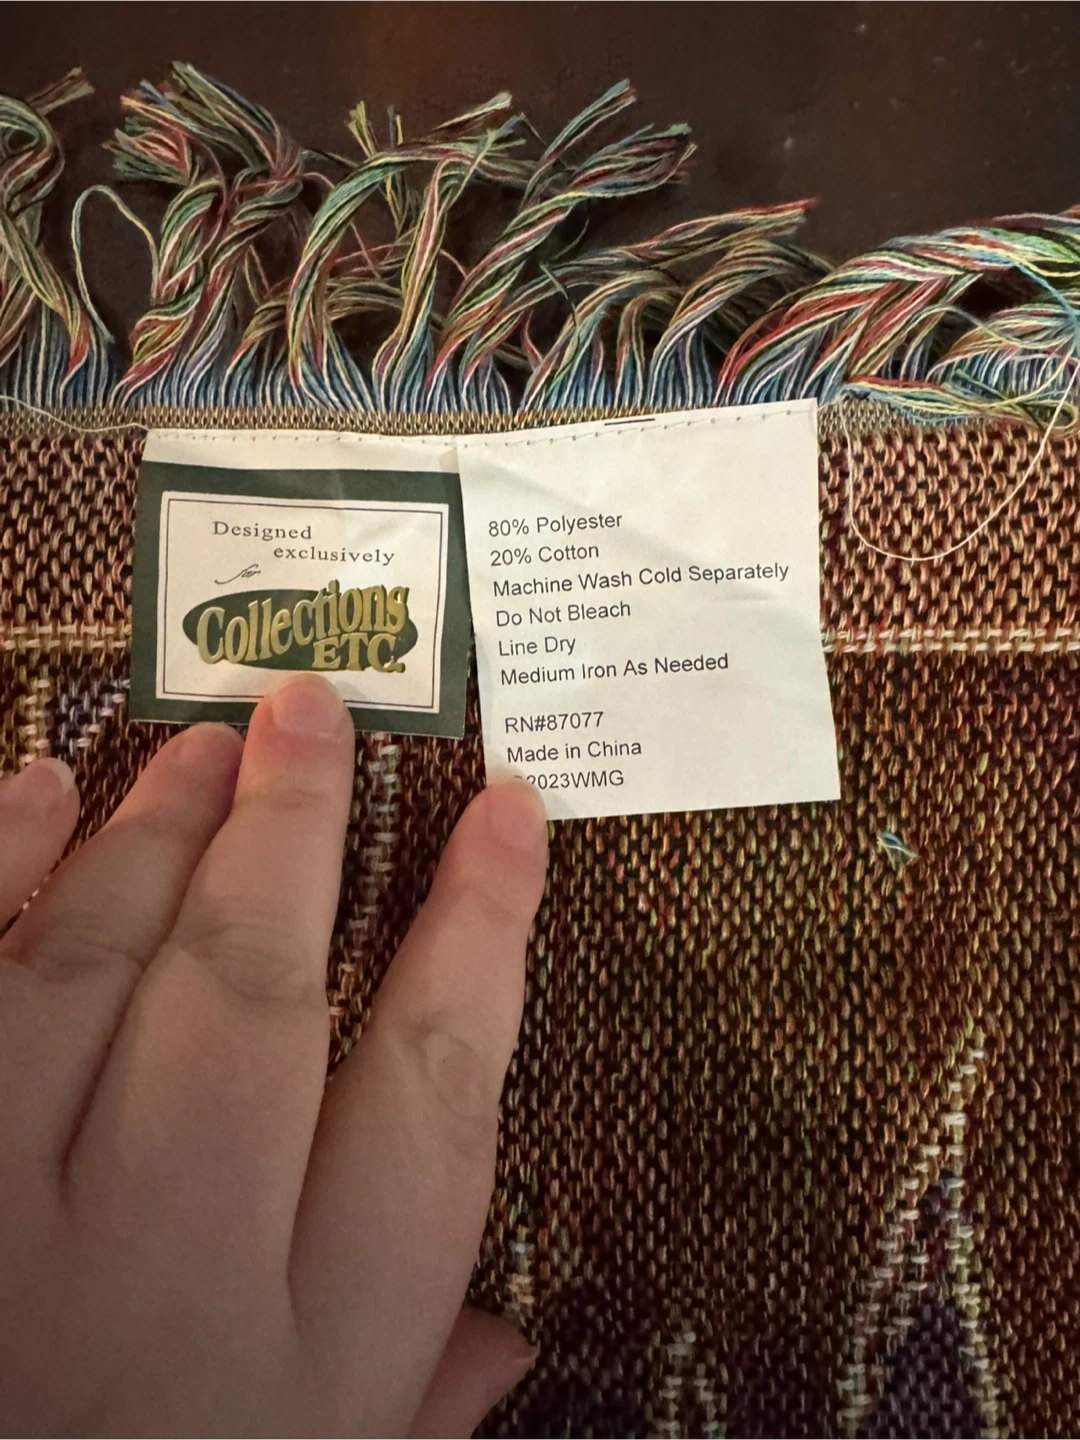 Designed
exclusively
for
Collections
ETC.
80% Polyester
20% Cotton
Machine Wash Cold Separately
Do Not Bleach
Line Dry
Medium Iron As Needed
RN#87077
Made in China
2023WMG